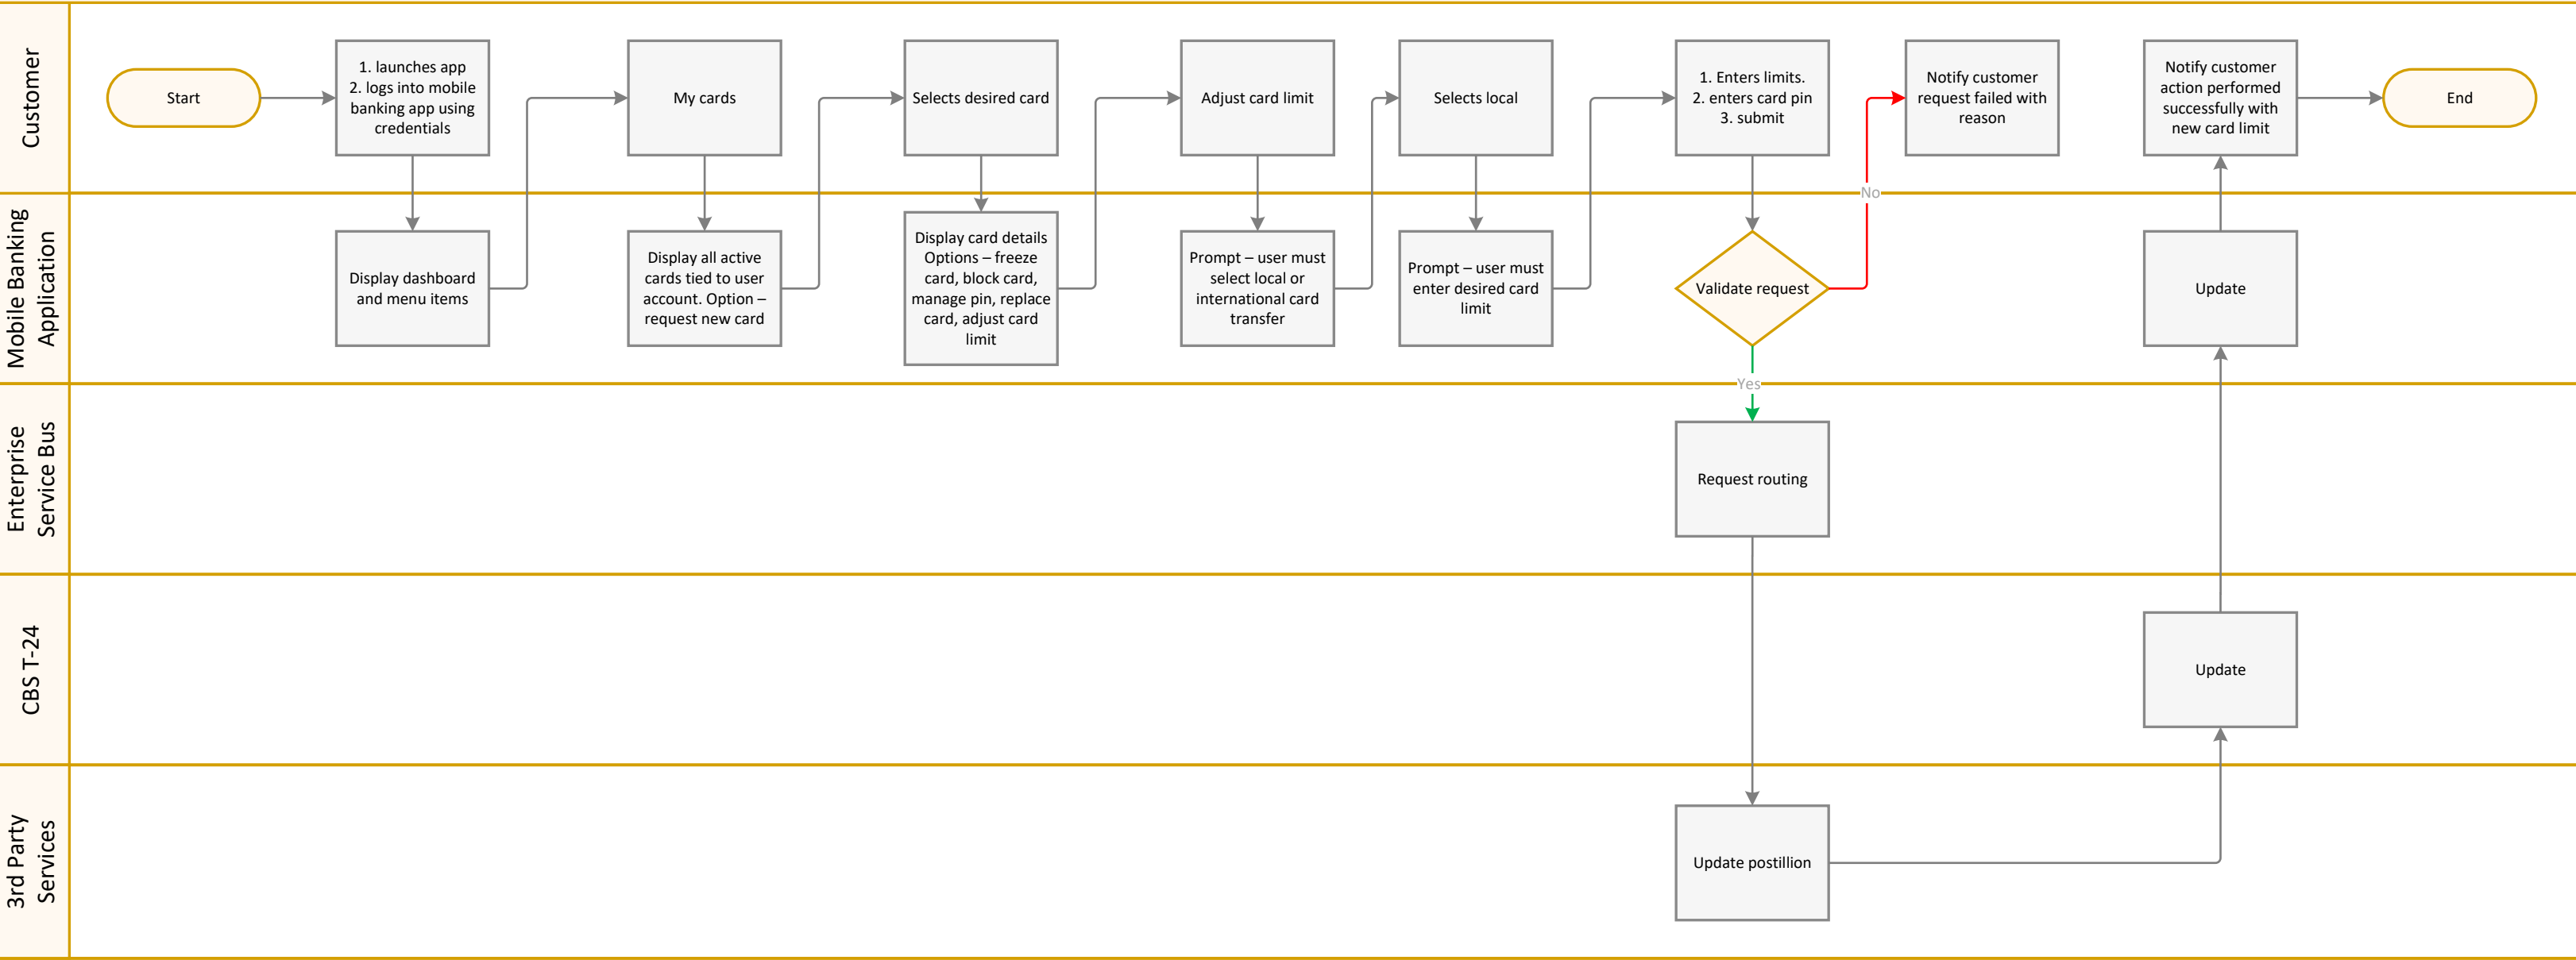 Customer
Start
1. launches app
2. logs into mobile
banking app using
credentials
My cards
Selects desired card
Adjust card limit
Selects local
1. Enters limits.
2. enters card pin
3. submit
Notify customer
request failed with
reason
Notify customer
action performed
successfully with
new card limit
End
No
Mobile Banking
Application
Display dashboard
and menu items
Display all active
cards tied to user
account. Option –
request new card
Display card details
Options – freeze
card, block card,
manage pin, replace
card, adjust card
limit
Prompt – user must
select local or
international card
transfer
Prompt – user must
enter desired card
limit
Validate request
Update
Yes
Enterprise
Service Bus
Request routing
CBS T-24
Update
3rd Party
Services
Update postillion